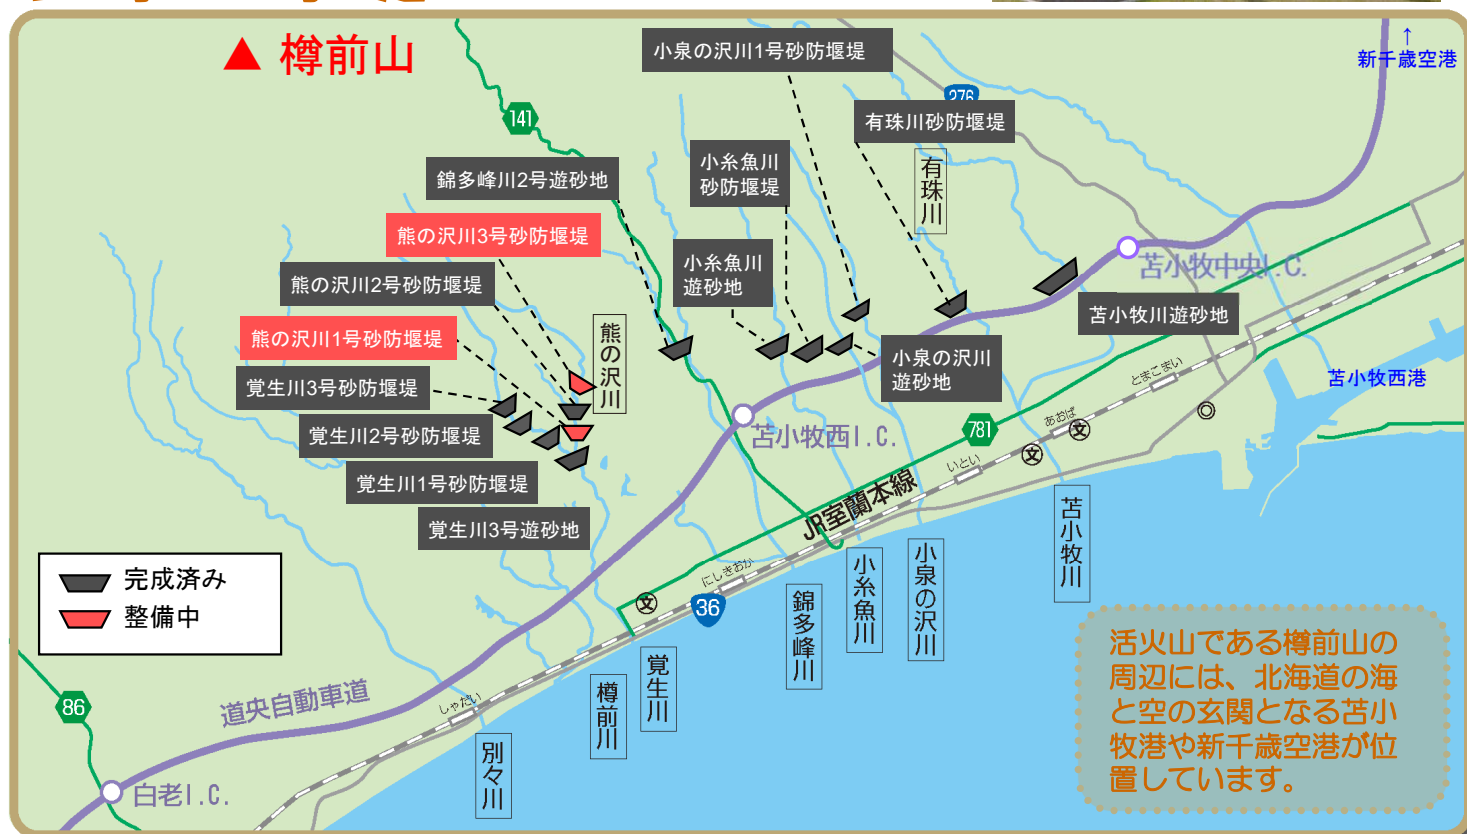 ▲ 樽前山
↑
新千歳空港
小泉の沢川1号砂防堰堤
276
有珠川砂防堰堤
141
小糸魚川
砂防堰堤
有珠川
錦多峰川2号遊砂地
熊の沢川3号砂防堰堤
小糸魚川
遊砂地
苫小牧中央I.C.
熊の沢川2号砂防堰堤
苫小牧川遊砂地
熊の沢川1号砂防堰堤
熊の沢川
小泉の沢川
遊砂地
とまこまい
苫小牧西港
覚生川3号砂防堰堤
あおば
文
覚生川2号砂防堰堤
苫小牧西I.C.
781
文
いとい
覚生川1号砂防堰堤
JR室蘭本線
覚生川3号遊砂地
苫小牧川
完成済み
整備中
にしきおか
小糸魚川
小泉の沢川
文
36
錦多峰川
覚生川
樽前川
86
道央自動車道
しゃだい
別々川
白老I.C.
活火山である樽前山の
周辺には、北海道の海
と空の玄関となる苫小
牧港や新千歳空港が位
置しています。